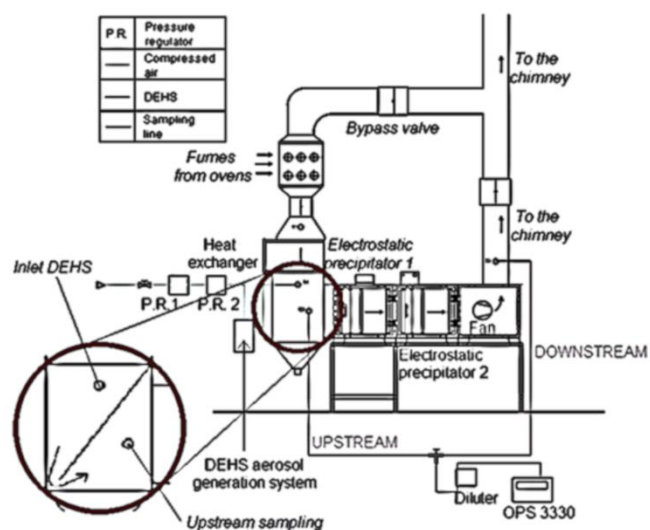 P.R. Pressure
regulator
Compressed
air
DEHS
Sampling
line
To the
chimney
Bypass valve
Fumes
from ovens
To the
chimney
Heat
exchanger
Electrostatic
precipitator 1
Inlet DEHS
P.R.1
P.R. 2
Fan
Electrostatic
precipitator 2
DOWNSTREAM
UPSTREAM
DEHS aerosol
generation system
Diluter
OPS 3330
Upstream sampling